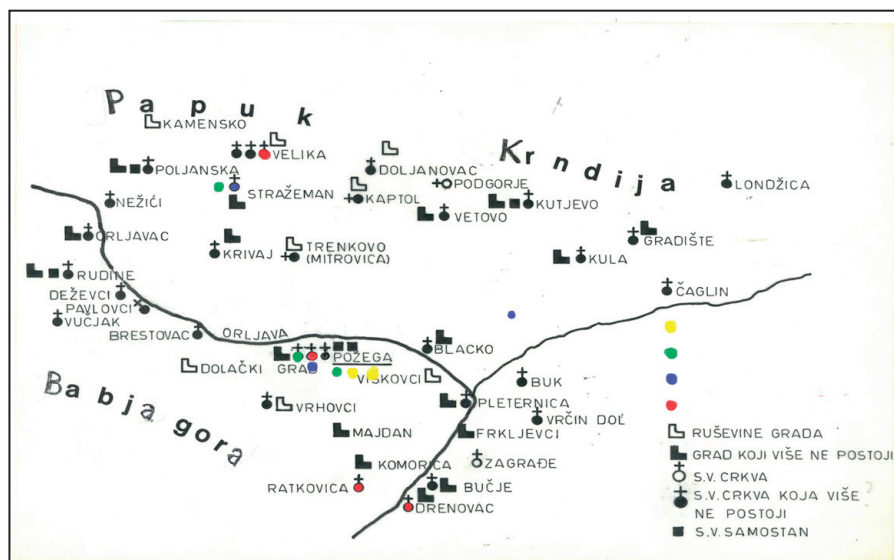 Papuk
KAMENSKO
VELIKA
POLJANSKA
DOLJANOVAC
Krndija
PODGORJE
LONDŽICA
STRAŽEMAN
NEŽIĆI
KAPTOL
VETOVO
KUTJEVO
ORLJAVAC
KRIVAJ
TRENKOVO
(MITROVICA)
GRADIŠTE
KULA
RUDINE
DEŽEVCI
PAVLOVCI
VUČJAK
ČAGLIN
BRESTOVAC
ORLJAVA
BLACKO
DOLAČKI
GRAD
POŽEGA
VISKOVCI
BUK
Babja gora
VRHOVCI
PLETERNICA
VRČIN DOL
MAJDAN
FRKLJEVCI
KOMORICA
ZAGRAĐE
RATKOVICA
BUČJE
DRENOVAC
RUŠEVINE GRADA
GRAD KOJI VIŠE NE POSTOJI
S.V. CRKVA
S.V. CRKVA KOJA VIŠE
NE POSTOJI
S.V. SAMOSTAN